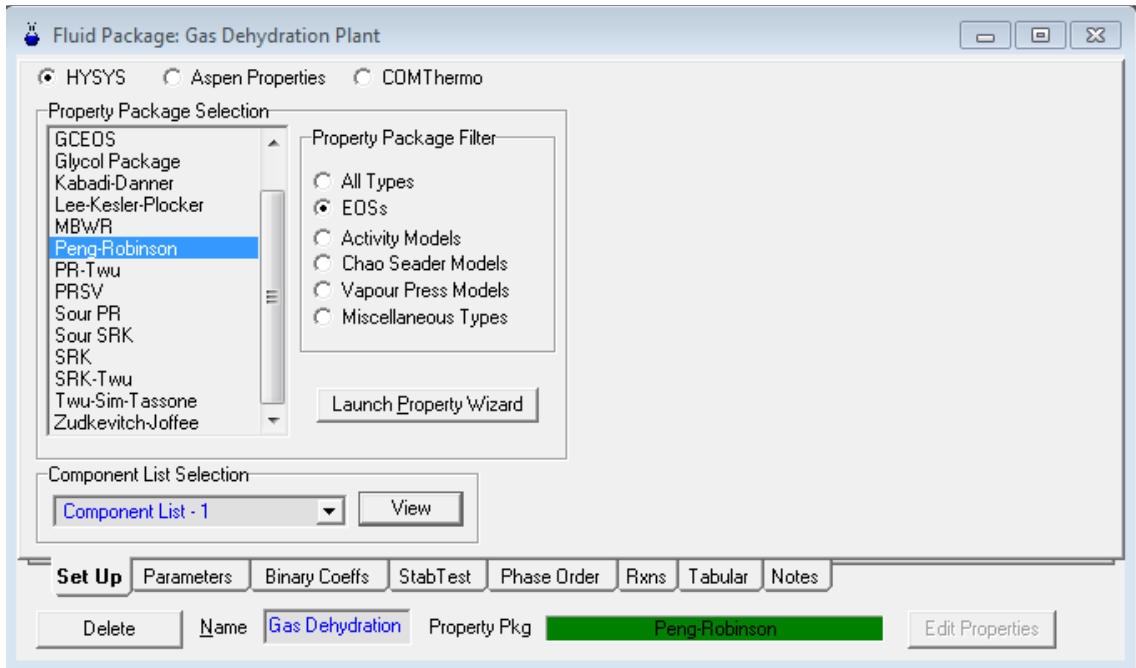 Fluid Package: Gas Dehydration Plant
HYSYS Aspen Properties COMThermo
Property Package Selection
GCEOS
Glycol Package
Kabadi-Danner
Lee-Kesler-Plocker
MBWR
Peng-Robinson
PR-Twu
PRSV
Sour PR
Sour SRK
SRK
SRK-Twu
Twu-Sim-Tassone
Zudkevitch-Joffee
Property Package Filter
All Types
EOSs
Activity Models
Chao Seader Models
Vapour Press Models
Miscellaneous Types
Launch Property Wizard
Component List Selection
Component List - 1 View
Set Up Parameters Binary Coeffs StabTest Phase Order Rxns Tabular Notes
Delete Name Gas Dehydration Property Pkg Peng-Robinson Edit Properties